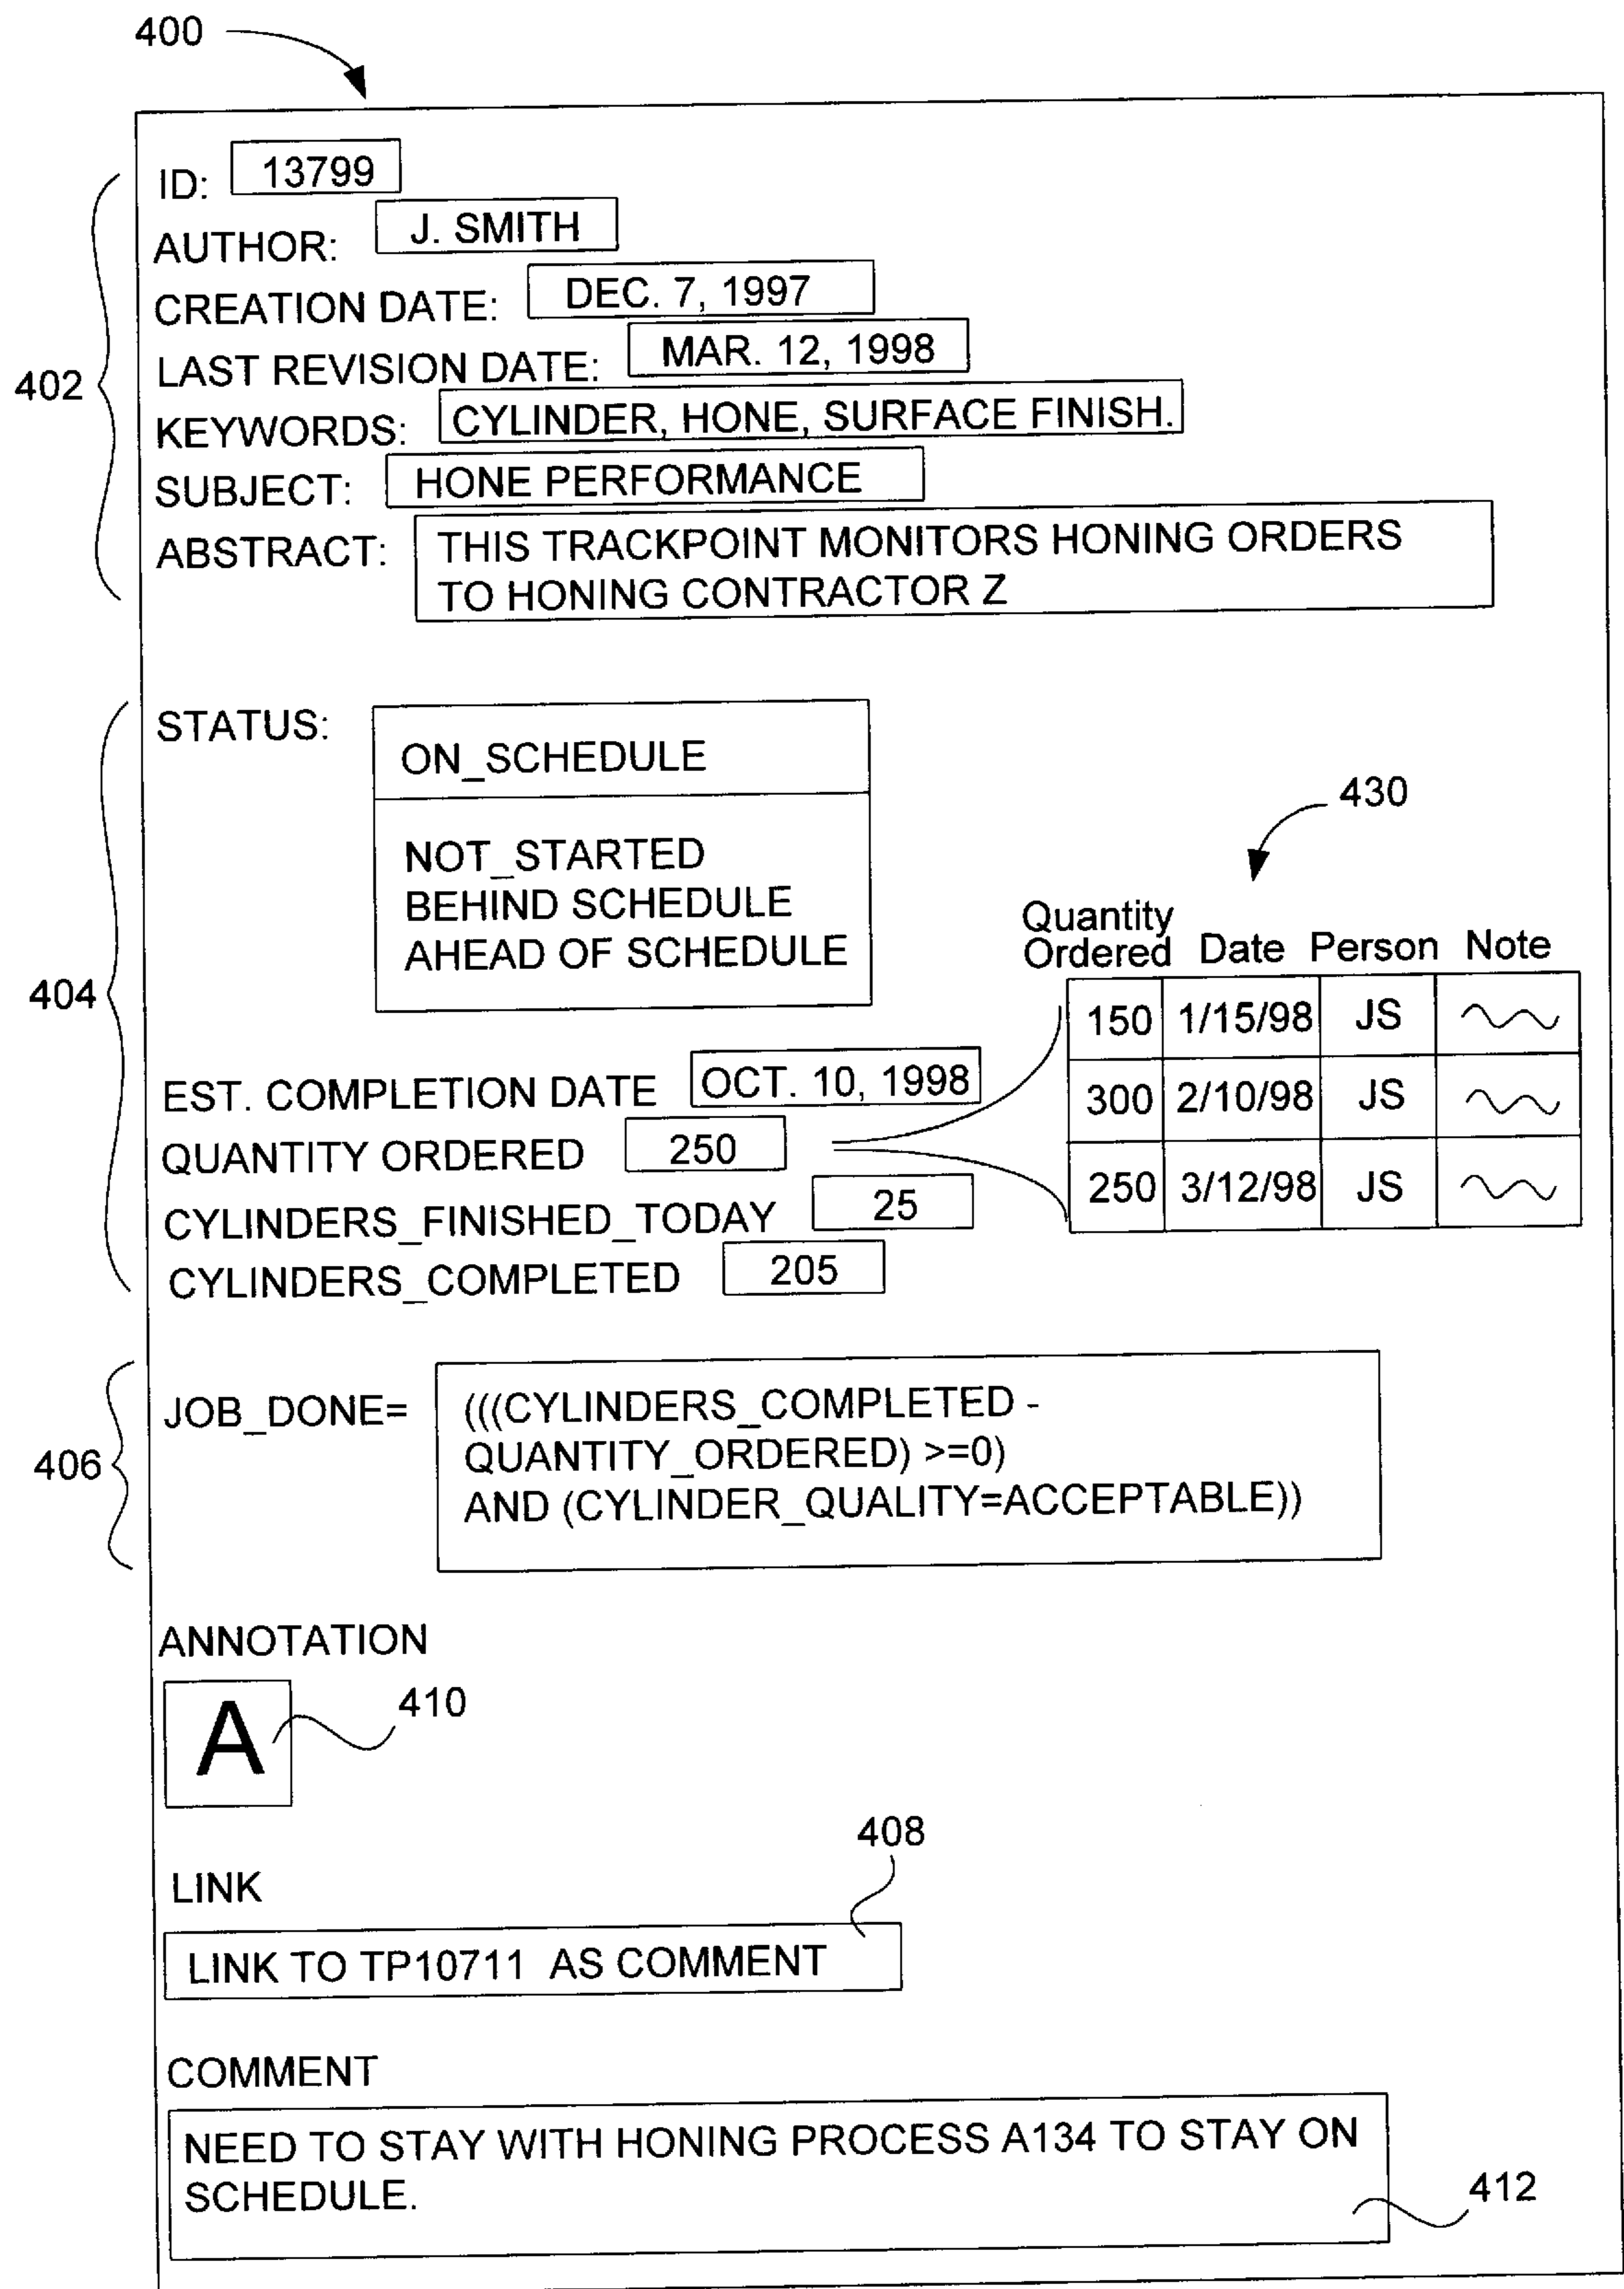 400
402
ID: 13799
AUTHOR: J. SMITH
CREATION DATE: DEC. 7, 1997
LAST REVISION DATE: MAR. 12, 1998
KEYWORDS: CYLINDER, HONE, SURFACE FINISH.
SUBJECT: HONE PERFORMANCE
ABSTRACT: THIS TRACKPOINT MONITORS HONING ORDERS
TO HONING CONTRACTOR Z
404
STATUS: ON_SCHEDULE
NOT_STARTED
BEHIND SCHEDULE
AHEAD OF SCHEDULE
EST. COMPLETION DATE OCT. 10, 1998
QUANTITY ORDERED 250
CYLINDERS_FINISHED_TODAY 25
CYLINDERS_COMPLETED 205
430
Quantity
Ordered Date Person Note
150 1/15/98 JS
300 2/10/98 JS
250 3/12/98 JS
406
JOB_DONE= (((CYLINDERS_COMPLETED -
QUANTITY_ORDERED) >=0)
AND (CYLINDER_QUALITY=ACCEPTABLE))
ANNOTATION
A
410
408
LINK
LINK TO TP10711 AS COMMENT
COMMENT
NEED TO STAY WITH HONING PROCESS A134 TO STAY ON
SCHEDULE.
412